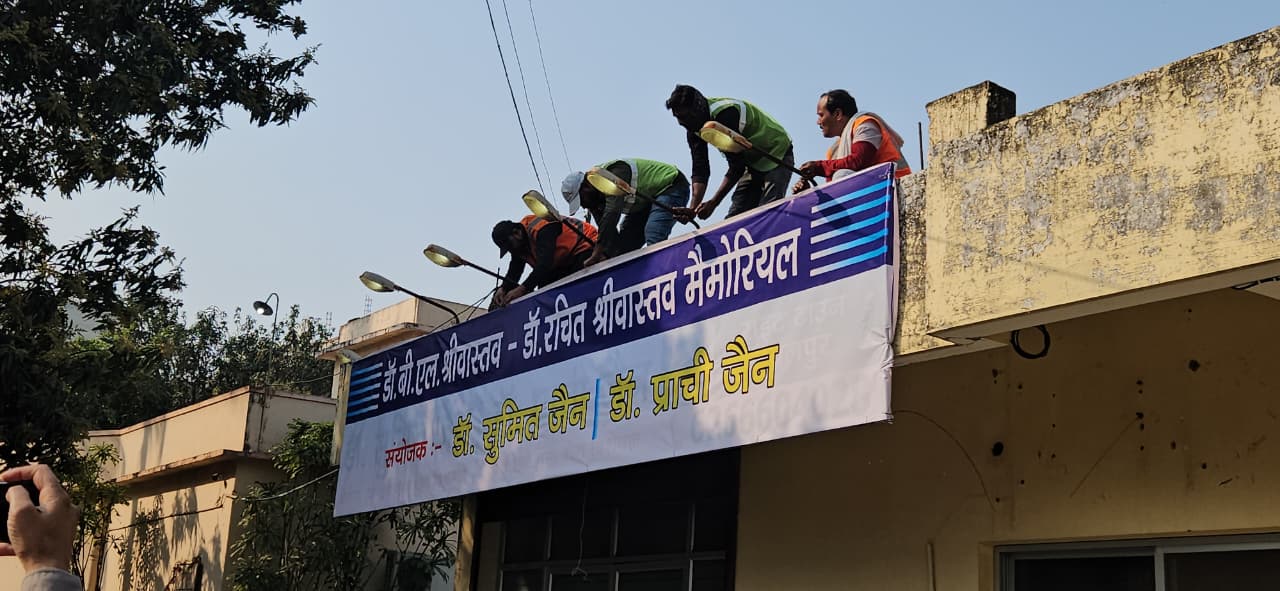 डॉ.बी.एल.श्रीवास्तव - डॉ.रचित श्रीवास्तव मैमोरियल
संयोजक :- डॉ. सुमित जैन | डॉ. प्राची जैन